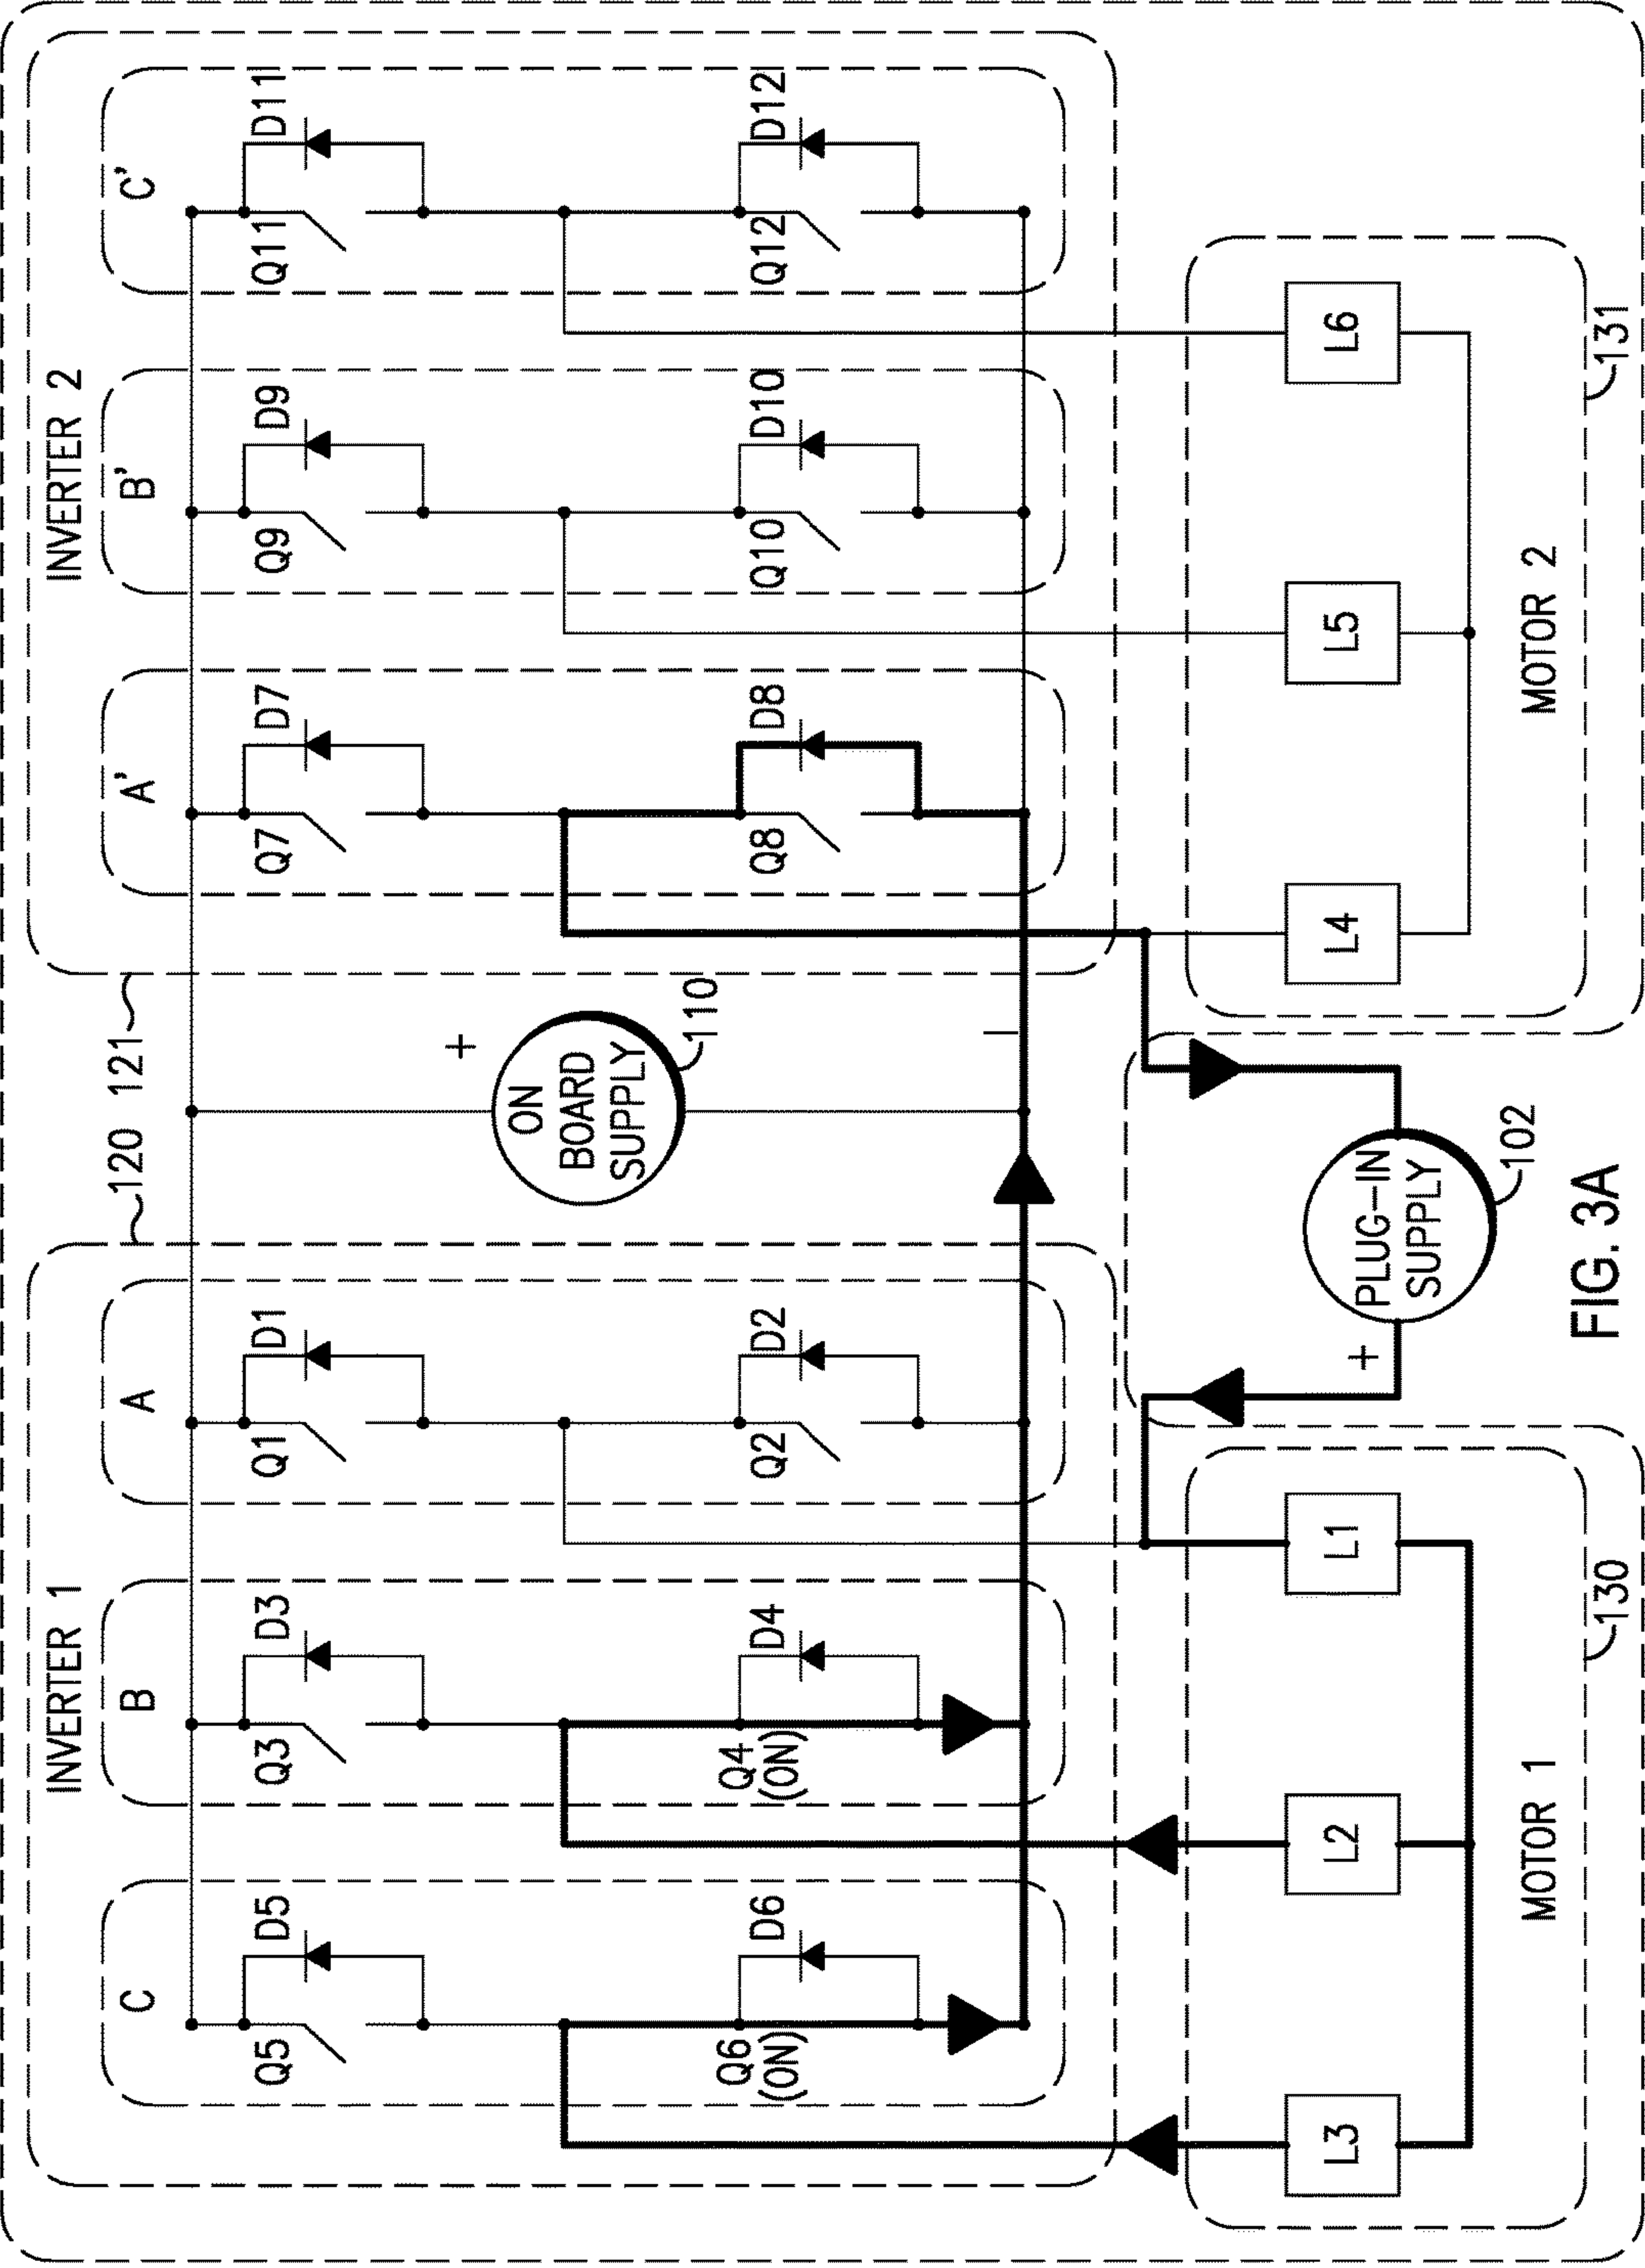 INVERTER 1
INVERTER 2
120
121
C
B
A
A'
B'
C'
Q5
D5
Q3
D3
Q1
D1
Q7
D7
Q9
D9
Q11
D11
+
ON
BOARD
SUPPLY
110
−
Q6
(ON)
D6
Q4
(ON)
D4
Q2
D2
Q8
D8
Q10
D10
Q12
D12
L3
L2
L1
+
PLUG-IN
SUPPLY
102
L4
L5
L6
MOTOR 1
130
MOTOR 2
131
FIG. 3A